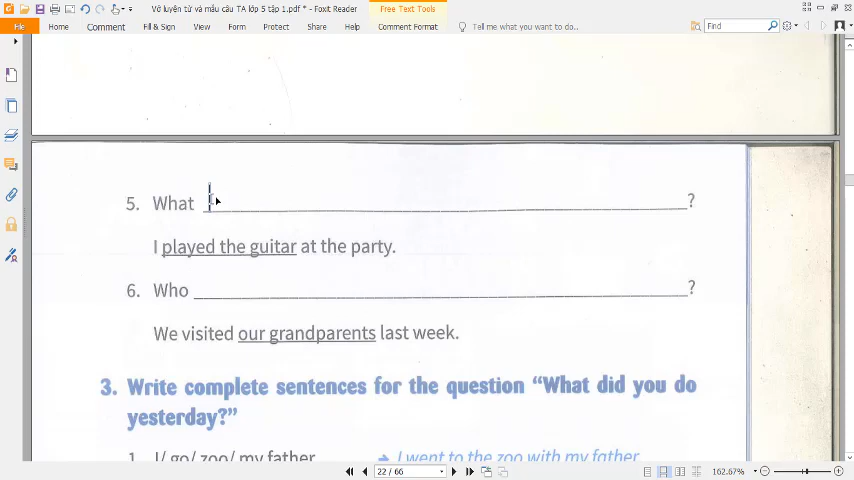 Vở luyện từ và mẫu câu TA lớp 5 tập 1.pdf * - Foxit Reader
Free Text Tools
File Home Comment Fill & Sign View Form Protect Share Help Comment Format Tell me what you want to do.. Find
5. What ?
I played the guitar at the party.
6. Who ?
We visited our grandparents last week.
3. Write complete sentences for the question “What did you do
yesterday?”
1. I/ go/ zoo/ my father → I went to the zoo with my father
22 / 66
162.67%